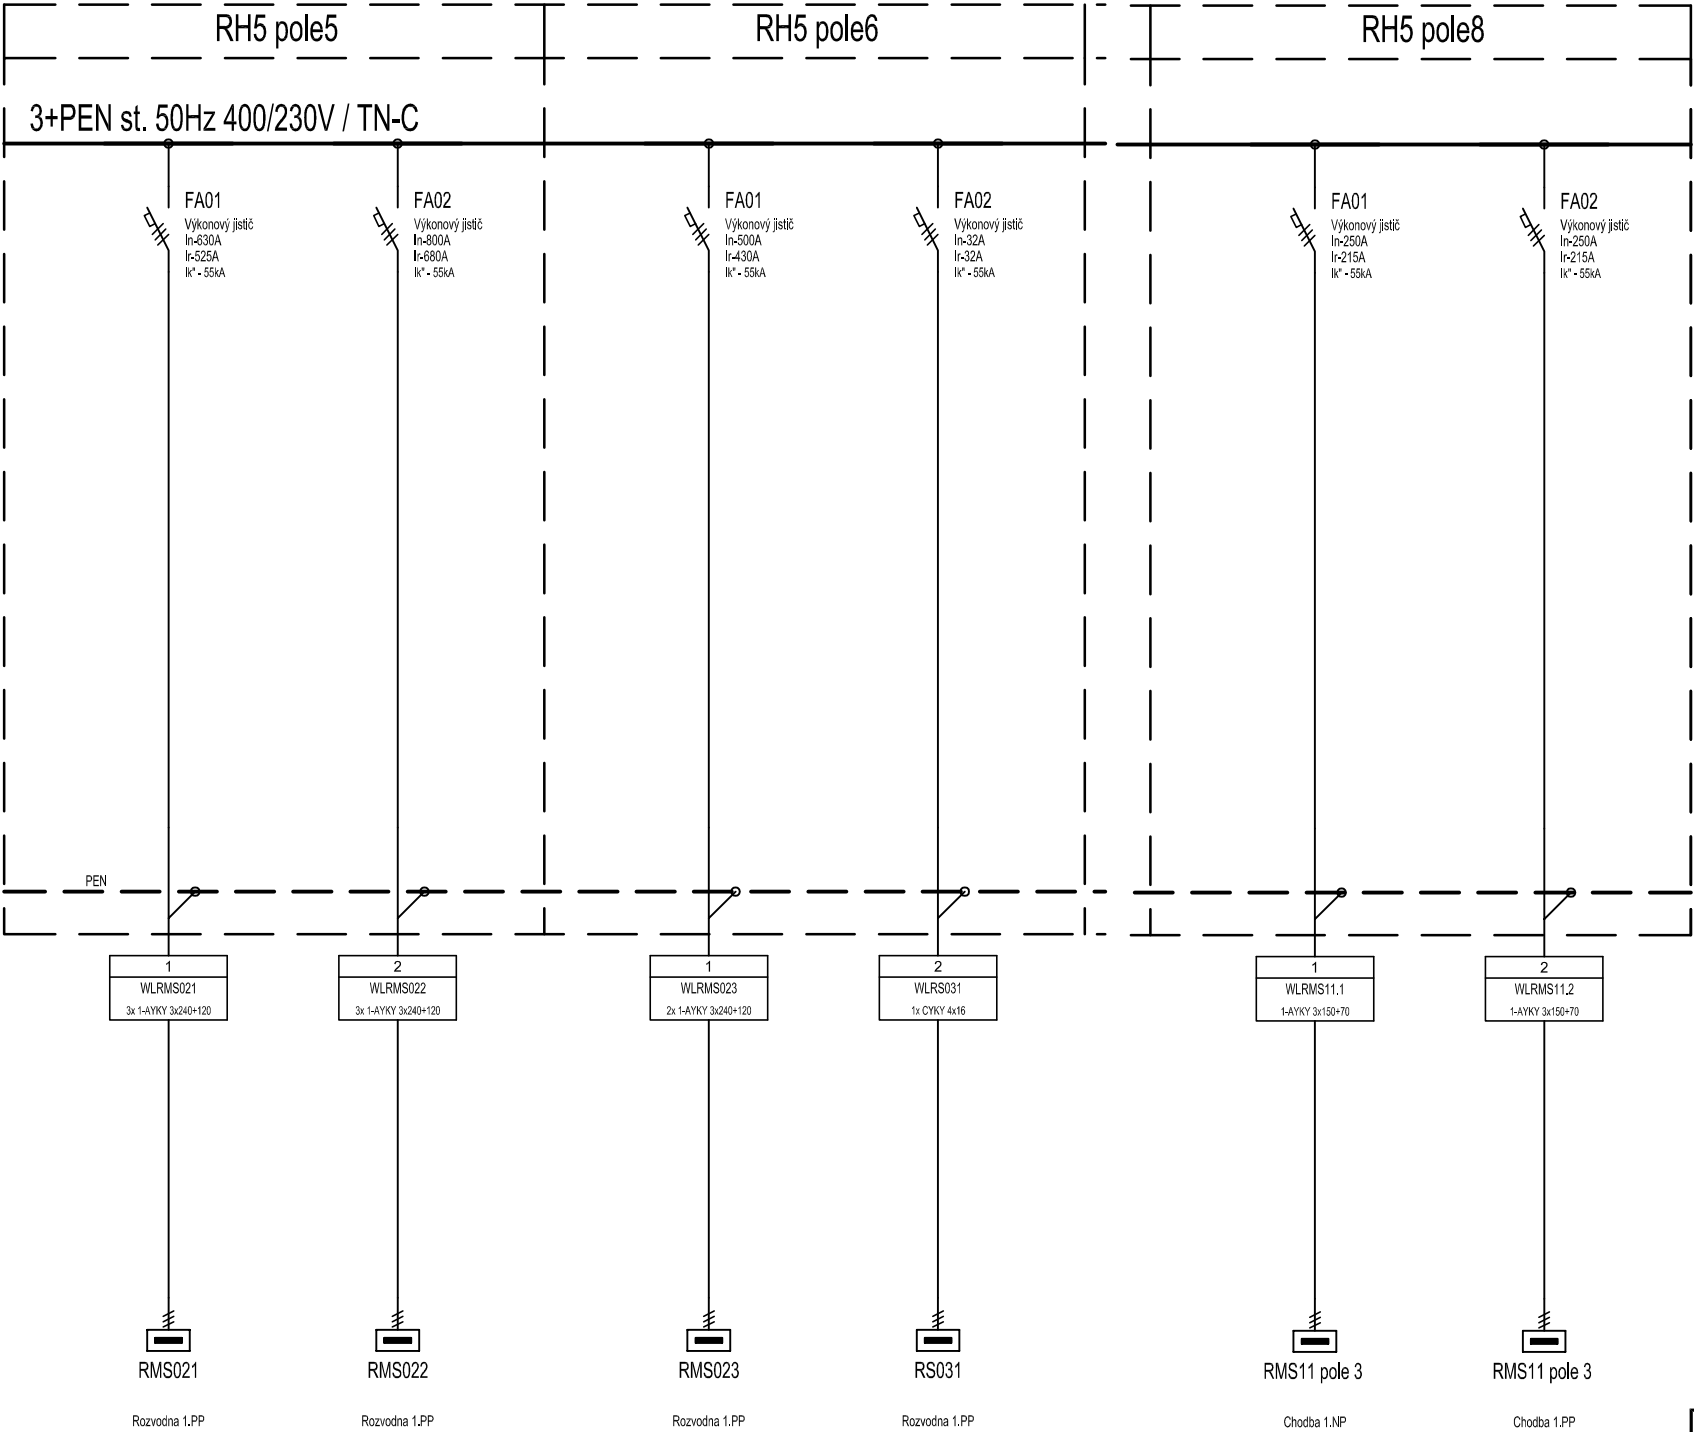 RH5 pole5
RH5 pole6
RH5 pole8
3+PEN st. 50Hz 400/230V / TN-C
FA01
Výkonový jistič
In-630A
Ir-525A
Ik" - 55kA
FA02
Výkonový jistič
In-800A
Ir-680A
Ik" - 55kA
FA01
Výkonový jistič
In-500A
Ir-430A
Ik" - 55kA
FA02
Výkonový jistič
In-32A
Ir-32A
Ik" - 55kA
FA01
Výkonový jistič
In-250A
Ir-215A
Ik" - 55kA
FA02
Výkonový jistič
In-250A
Ir-215A
Ik" - 55kA
PEN
1
WLRMS021
3x 1-AYKY 3x240+120
2
WLRMS022
3x 1-AYKY 3x240+120
1
WLRMS023
2x 1-AYKY 3x240+120
2
WLRS031
1x CYKY 4x16
1
WLRMS11.1
1-AYKY 3x150+70
2
WLRMS11.2
1-AYKY 3x150+70
RMS021
RMS022
RMS023
RS031
RMS11 pole 3
RMS11 pole 3
Rozvodna 1.PP
Rozvodna 1.PP
Rozvodna 1.PP
Rozvodna 1.PP
Chodba 1.NP
Chodba 1.PP